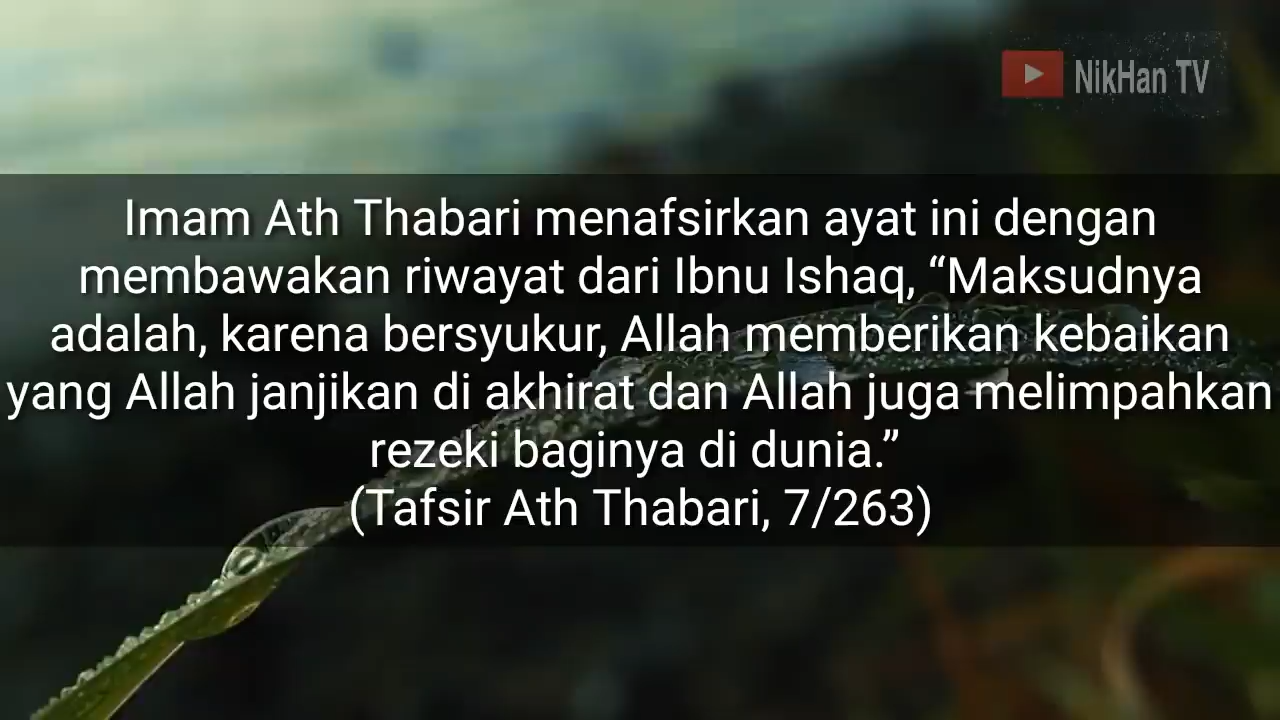 NikHan TV
Imam Ath Thabari menafsirkan ayat ini dengan
membawakan riwayat dari Ibnu Ishaq, “Maksudnya
adalah, karena bersyukur, Allah memberikan kebaikan
yang Allah janjikan di akhirat dan Allah juga melimpahkan
rezeki baginya di dunia.”
(Tafsir Ath Thabari, 7/263)